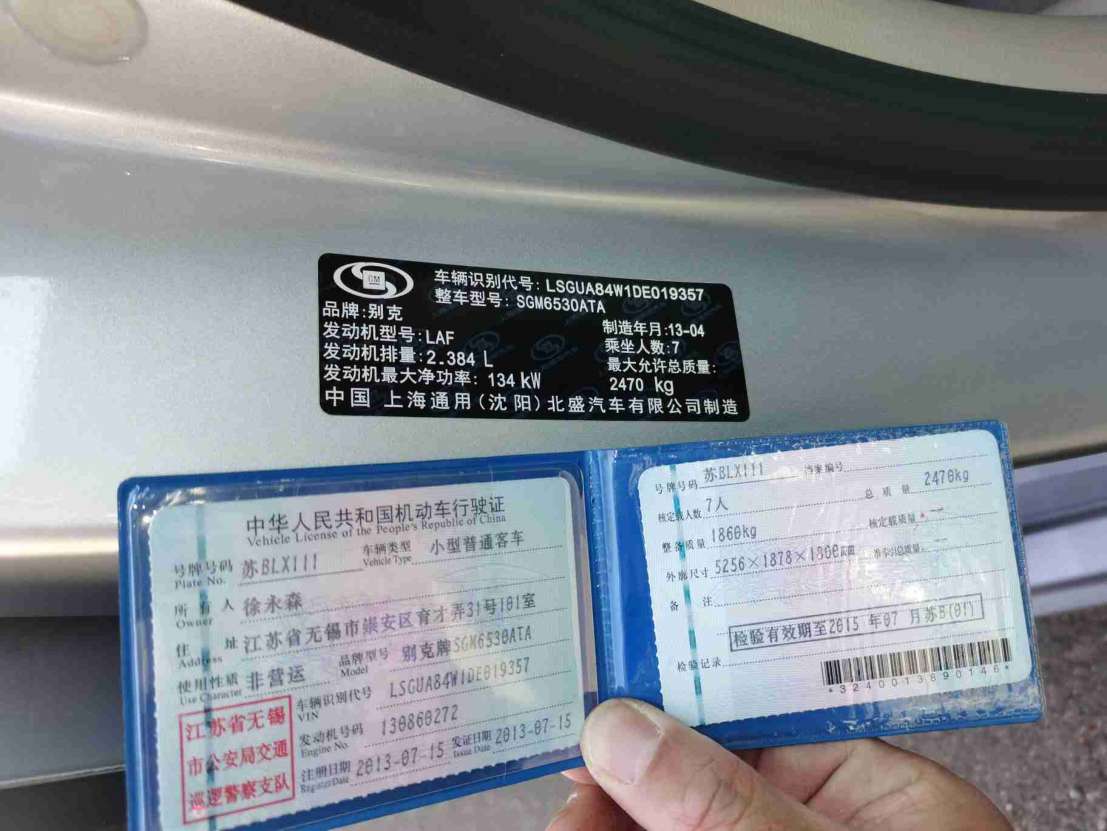 GM
车辆识别代号: LSGUA84W1DE019357
整车型号: SGM6530ATA
品牌:别克
发动机型号:LAF
制造年月:13-04
发动机排量:2.384 L
乘坐人数:7
发动机最大净功率: 134 kW
最大允许总质量:
2470 kg
中国 上海通用(沈阳)北盛汽车有限公司制造
中华人民共和国机动车行驶证
Vehicle License of the People's Republic of China
号牌号码 苏BLX111 车辆类型 小型普通客车
Plate No. Vehicle Type
所有人 徐永森
Owner
住址 江苏省无锡市崇安区育才弄31号101室
Address
使用性质 非营运 品牌型号 别克牌SGM6530ATA
Use Character Model
江苏省无锡
市公安局交通
巡逻警察支队
车辆识别代号 LSGUA84W1DE019357
VIN
发动机号码 130860272
Engine No.
注册日期 2013-07-15 发证日期 2013-07-15
Register Date Issue Date
号牌号码 苏BLX111 档案编号
核定载人数 7人 总质量 2470kg
整备质量 1860kg 核定载质量 --
外廓尺寸 5256×1878×1800mm 准牵引总质量 --
备注
检验有效期至2015年07月苏B(01)
检验记录
*3240013890146*